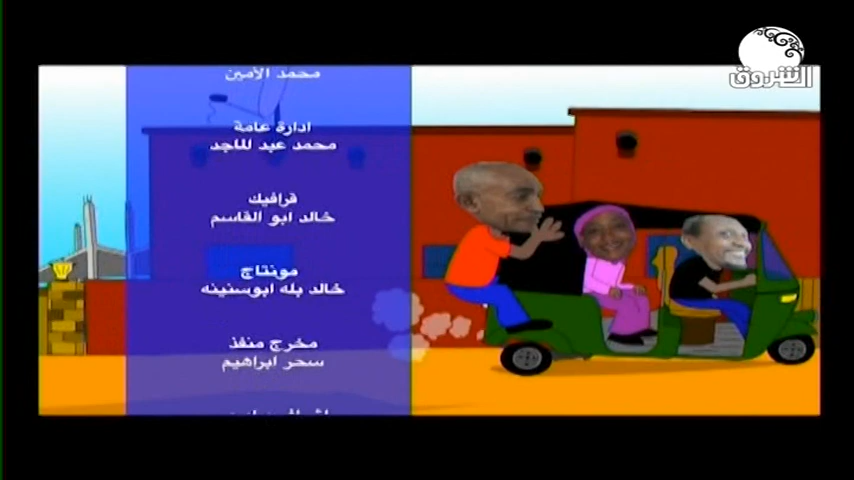 الشروق
محمد الأمين
ادارة عامة
محمد عبد الماجد
قرافيك
خالد ابو القاسم
مونتاج
خالد بله ابوسنينه
مخرج منفذ
سحر ابراهيم